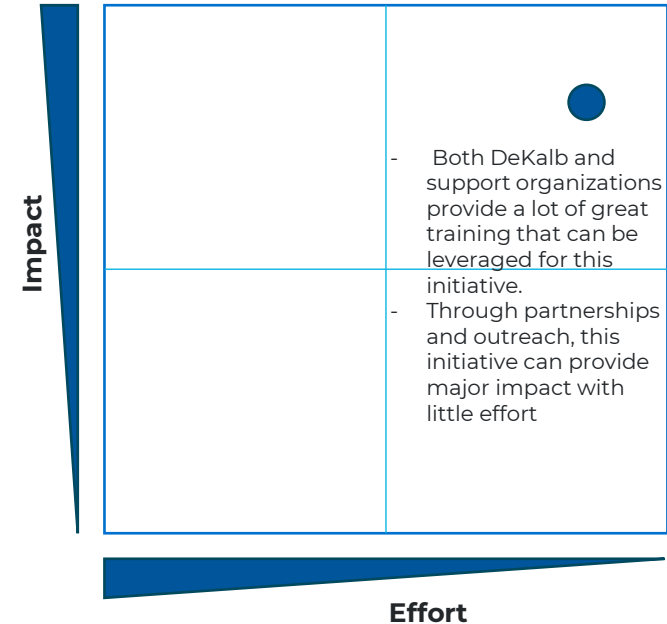 Impact
- Both DeKalb and
support organizations
provide a lot of great
training that can be
leveraged for this
initiative.
- Through partnerships
and outreach, this
initiative can provide
major impact with
little effort
Effort